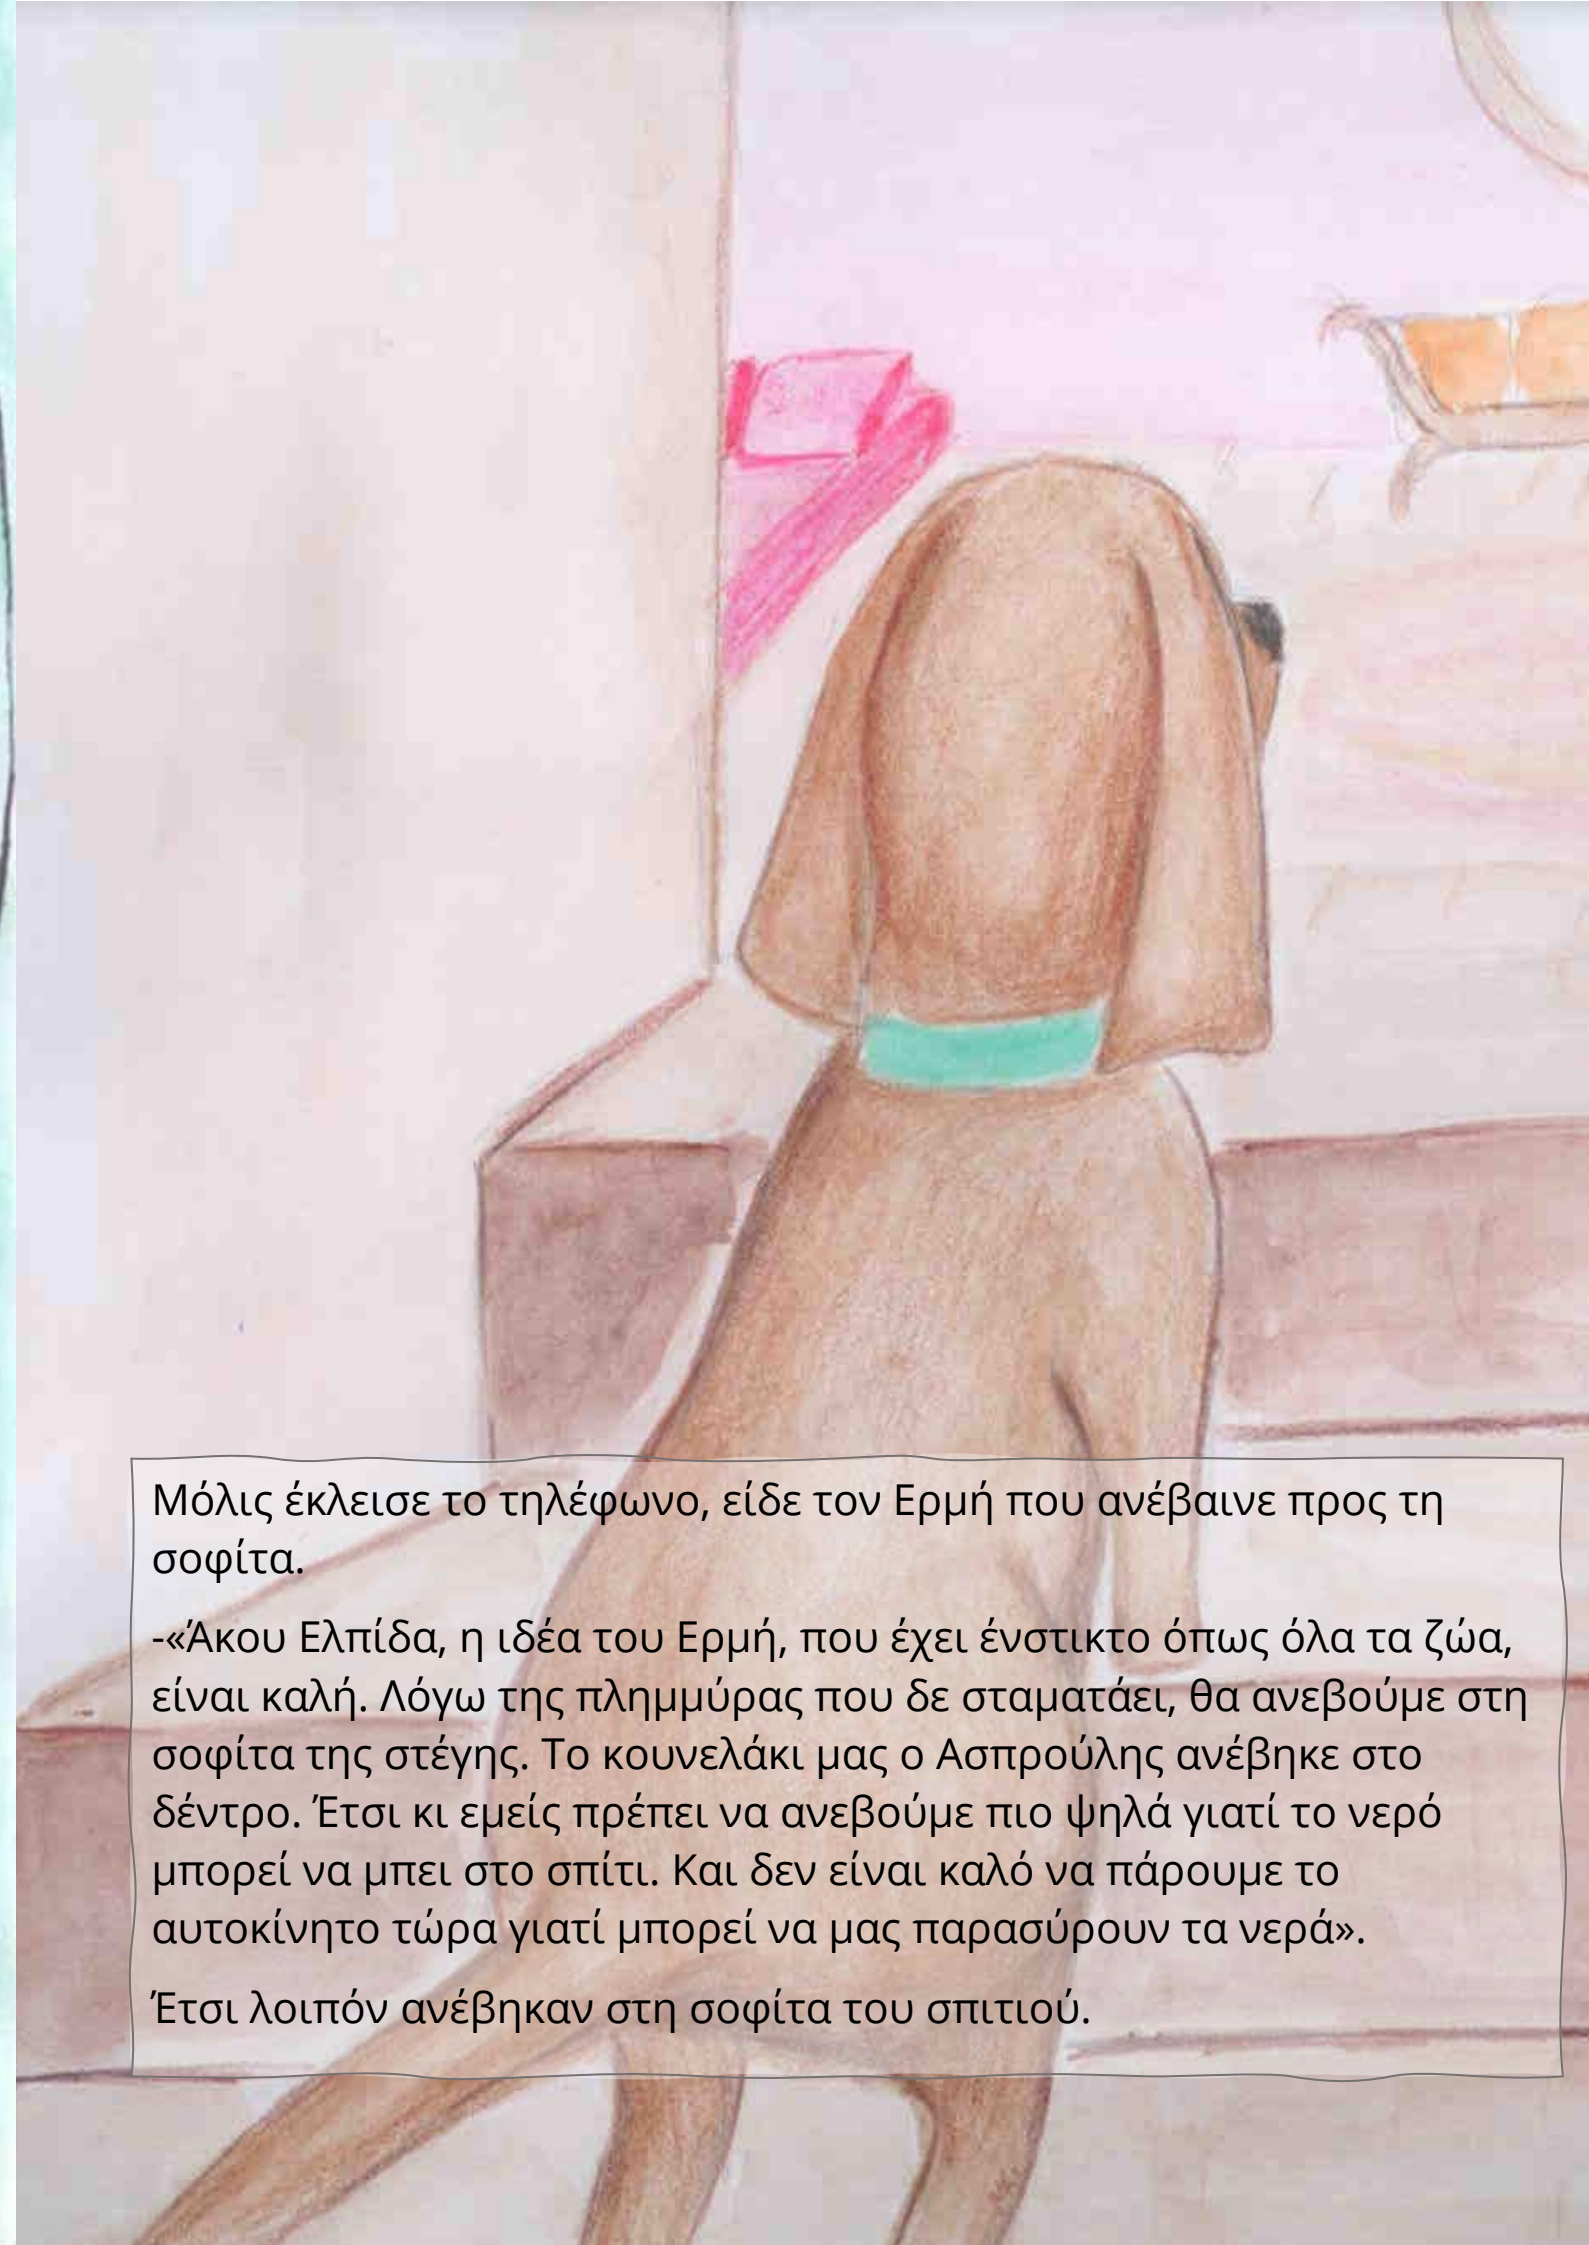 Μόλις έκλεισε το τηλέφωνο, είδε τον Ερμή που ανέβαινε προς τη
σοφίτα.
-«Άκου Ελπίδα, η ιδέα του Ερμή, που έχει ένστικτο όπως όλα τα ζώα,
είναι καλή. Λόγω της πλημμύρας που δε σταματάει, θα ανεβούμε στη
σοφίτα της στέγης. Το κουνελάκι μας ο Ασπρούλης ανέβηκε στο
δέντρο. Έτσι κι εμείς πρέπει να ανεβούμε πιο ψηλά γιατί το νερό
μπορεί να μπει στο σπίτι. Και δεν είναι καλό να πάρουμε το
αυτοκίνητο τώρα γιατί μπορεί να μας παρασύρουν τα νερά».
Έτσι λοιπόν ανέβηκαν στη σοφίτα του σπιτιού.